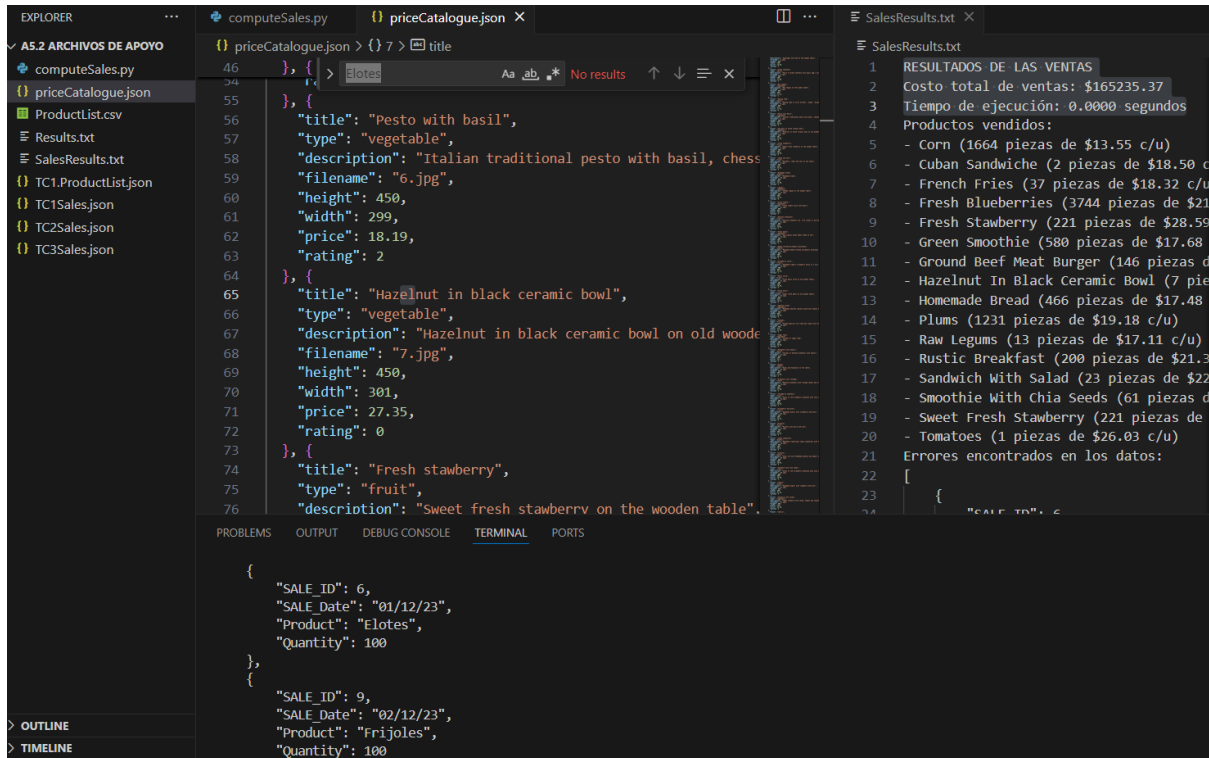 EXPLORER ···
A5.2 ARCHIVOS DE APOYO
computeSales.py
{} priceCatalogue.json
ProductList.csv
Results.txt
SalesResults.txt
{} TC1.ProductList.json
{} TC1Sales.json
{} TC2Sales.json
{} TC3Sales.json
OUTLINE
TIMELINE
computeSales.py {} priceCatalogue.json × ···
{} priceCatalogue.json > {} 7 > title
Elotes Aa ab .* No results ↑ ↓ ×
46 }, {
54
55 }, {
56 "title": "Pesto with basil",
57 "type": "vegetable",
58 "description": "Italian traditional pesto with basil, chess
59 "filename": "6.jpg",
60 "height": 450,
61 "width": 299,
62 "price": 18.19,
63 "rating": 2
64 }, {
65 "title": "Hazelnut in black ceramic bowl",
66 "type": "vegetable",
67 "description": "Hazelnut in black ceramic bowl on old woode
68 "filename": "7.jpg",
69 "height": 450,
70 "width": 301,
71 "price": 27.35,
72 "rating": 0
73 }, {
74 "title": "Fresh stawberry",
75 "type": "fruit",
76 "description": "Sweet fresh stawberry on the wooden table",
SalesResults.txt ×
SalesResults.txt
1 RESULTADOS DE LAS VENTAS
2 Costo total de ventas: $165235.37
3 Tiempo de ejecución: 0.0000 segundos
4 Productos vendidos:
5 - Corn (1664 piezas de $13.55 c/u)
6 - Cuban Sandwiche (2 piezas de $18.50 c
7 - French Fries (37 piezas de $18.32 c/u
8 - Fresh Blueberries (3744 piezas de $21
9 - Fresh Stawberry (221 piezas de $28.59
10 - Green Smoothie (580 piezas de $17.68
11 - Ground Beef Meat Burger (146 piezas d
12 - Hazelnut In Black Ceramic Bowl (7 pie
13 - Homemade Bread (466 piezas de $17.48
14 - Plums (1231 piezas de $19.18 c/u)
15 - Raw Legums (13 piezas de $17.11 c/u)
16 - Rustic Breakfast (200 piezas de $21.3
17 - Sandwich With Salad (23 piezas de $22
18 - Smoothie With Chia Seeds (61 piezas d
19 - Sweet Fresh Stawberry (221 piezas de
20 - Tomatoes (1 piezas de $26.03 c/u)
21 Errores encontrados en los datos:
22 [
23 {
24 "SALE_ID": 6
PROBLEMS OUTPUT DEBUG CONSOLE TERMINAL PORTS
{
"SALE_ID": 6,
"SALE_Date": "01/12/23",
"Product": "Elotes",
"Quantity": 100
},
{
"SALE_ID": 9,
"SALE_Date": "02/12/23",
"Product": "Frijoles",
"Quantity": 100